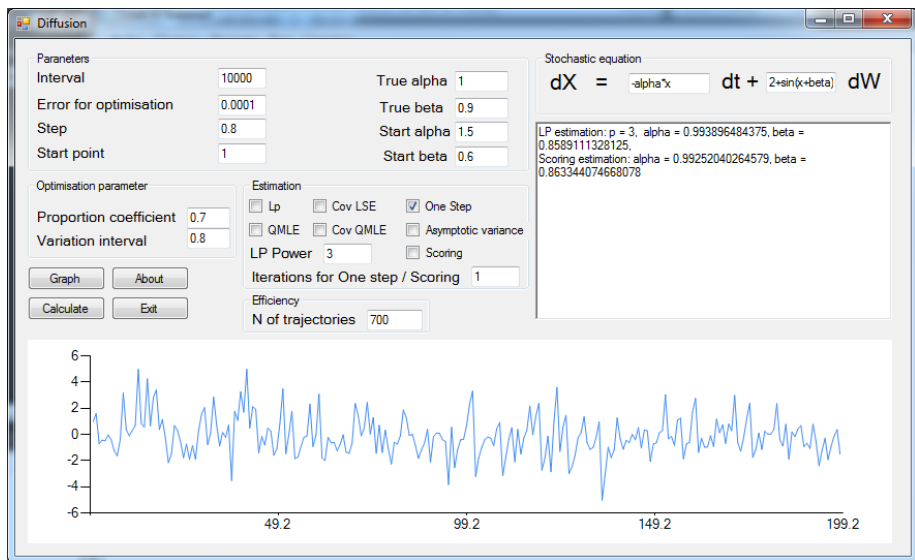 Diffusion
Parameters
Interval 10000
Error for optimisation 0.0001
Step 0.8
Start point 1
True alpha 1
True beta 0.9
Start alpha 1.5
Start beta 0.6
Stochastic equation
dX = -alpha*x dt + 2+sin(x+beta) dW
LP estimation: p = 3, alpha = 0.993896484375, beta =
0.8589111328125,
Scoring estimation: alpha = 0.99252040264579, beta =
0.863344074668078
Optimisation parameter
Proportion coefficient 0.7
Variation interval 0.8
Estimation
Lp Cov LSE One Step
QMLE Cov QMLE Asymptotic variance
LP Power 3 Scoring
Iterations for One step / Scoring 1
Graph About
Calculate Exit
Efficiency
N of trajectories 700
6
4
2
0
-2
-4
-6
49.2 99.2 149.2 199.2